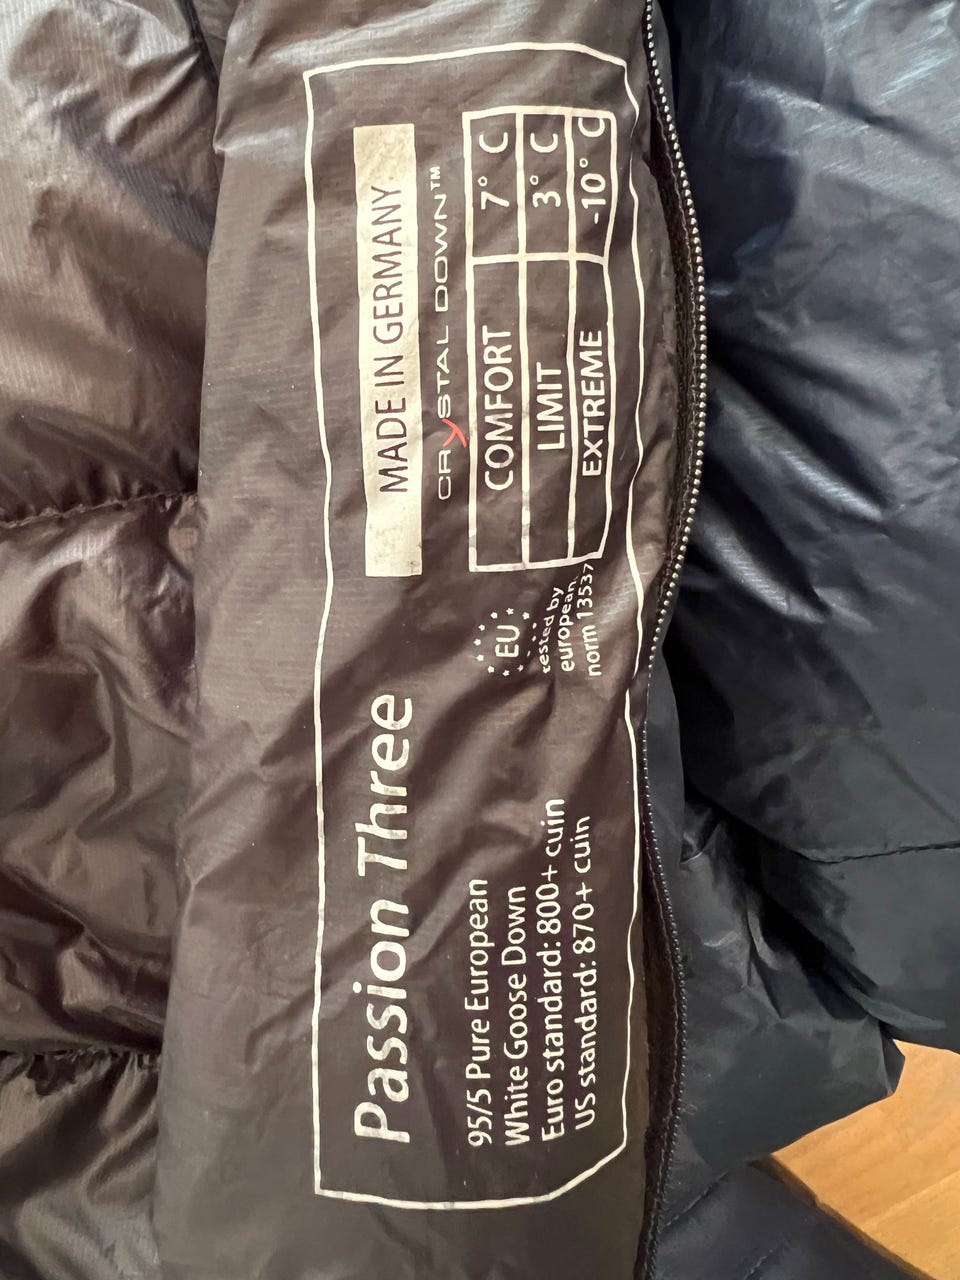 Passion Three
MADE IN GERMANY
CRYSTAL DOWN™
95/5 Pure European
White Goose Down
Euro standard: 800+ cuin
US standard: 870+ cuin
EU
tested by
european
norm 13537
COMFORT 7° C
LIMIT 3° C
EXTREME -10° C